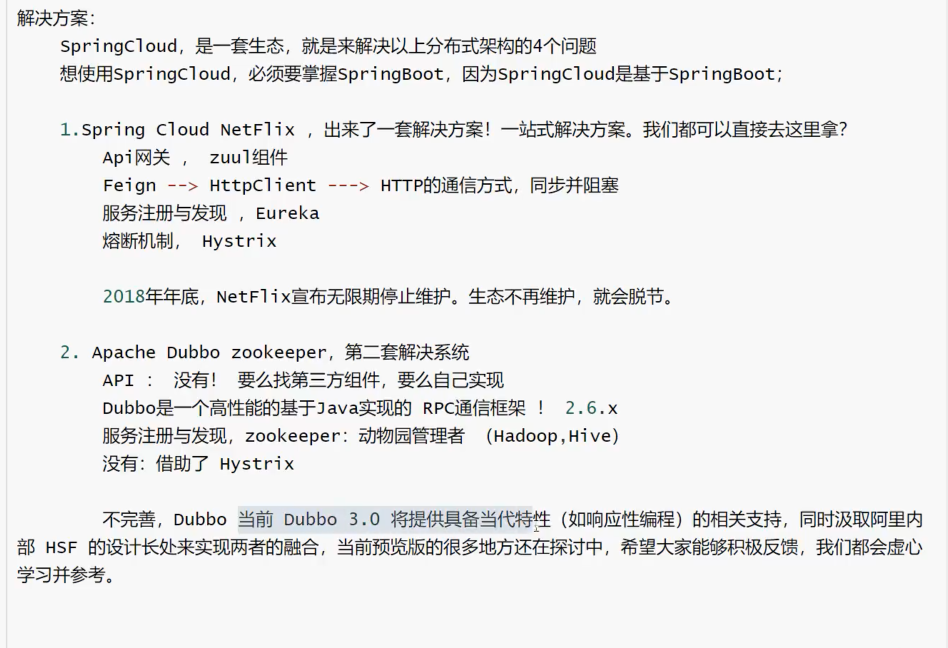 解决方案:
SpringCloud，是一套生态，就是来解决以上分布式架构的4个问题
想使用SpringCloud，必须要掌握SpringBoot，因为SpringCloud是基于SpringBoot；
1.Spring Cloud NetFlix ，出来了一套解决方案！一站式解决方案。我们都可以直接去这里拿？
Api网关 ， zuul组件
Feign --> HttpClient ---> HTTP的通信方式，同步并阻塞
服务注册与发现 ，Eureka
熔断机制， Hystrix
2018年年底，NetFlix宣布无限期停止维护。生态不再维护，就会脱节。
2. Apache Dubbo zookeeper，第二套解决系统
API ： 没有！ 要么找第三方组件，要么自己实现
Dubbo是一个高性能的基于Java实现的 RPC通信框架 ！ 2.6.x
服务注册与发现，zookeeper：动物园管理者 （Hadoop,Hive）
没有：借助了 Hystrix
不完善，Dubbo 当前 Dubbo 3.0 将提供具备当代特性（如响应性编程）的相关支持，同时汲取阿里内
部 HSF 的设计长处来实现两者的融合，当前预览版的很多地方还在探讨中，希望大家能够积极反馈，我们都会虚心
学习并参考。